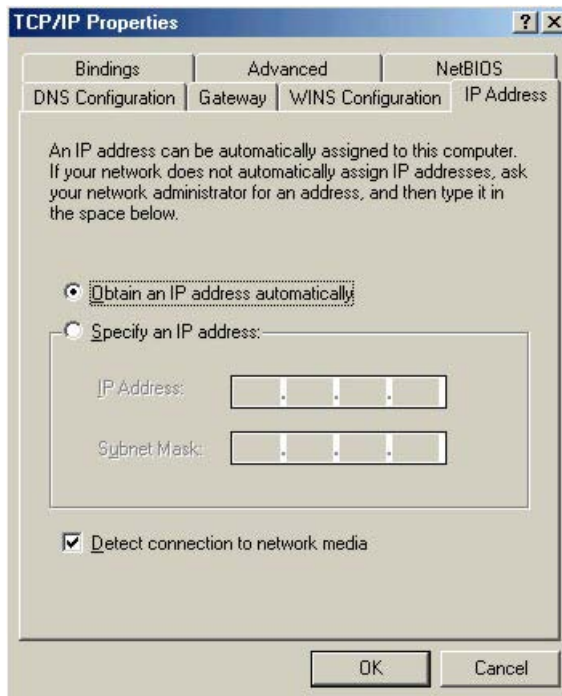 TCP/IP Properties
Bindings Advanced NetBIOS
DNS Configuration Gateway WINS Configuration IP Address
An IP address can be automatically assigned to this computer.
If your network does not automatically assign IP addresses, ask
your network administrator for an address, and then type it in
the space below.
Obtain an IP address automatically
Specify an IP address:
IP Address:
Subnet Mask:
Detect connection to network media
OK Cancel